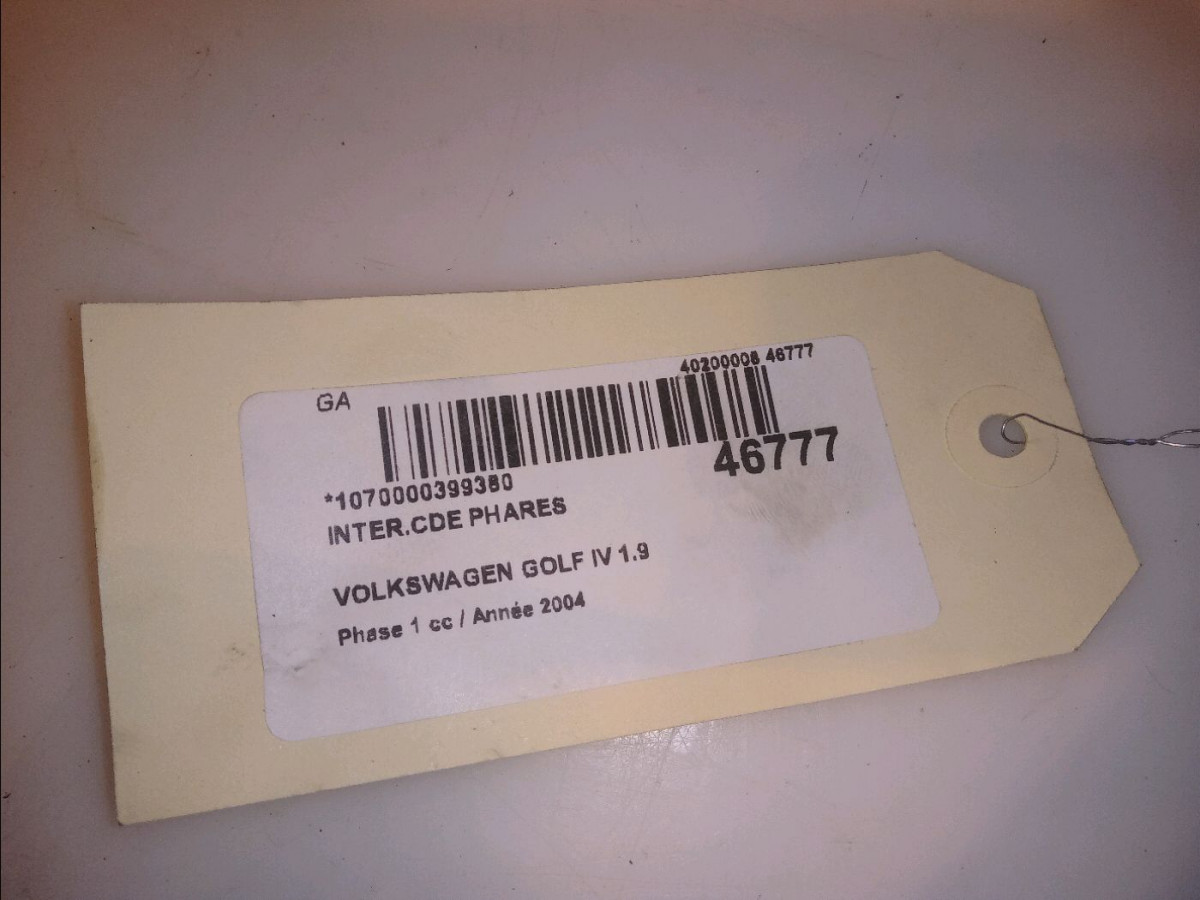 GA
40200008 46777
46777
*1070000399380
INTER.CDE PHARES
VOLKSWAGEN GOLF IV 1.9
Phase 1 cc / Année 2004